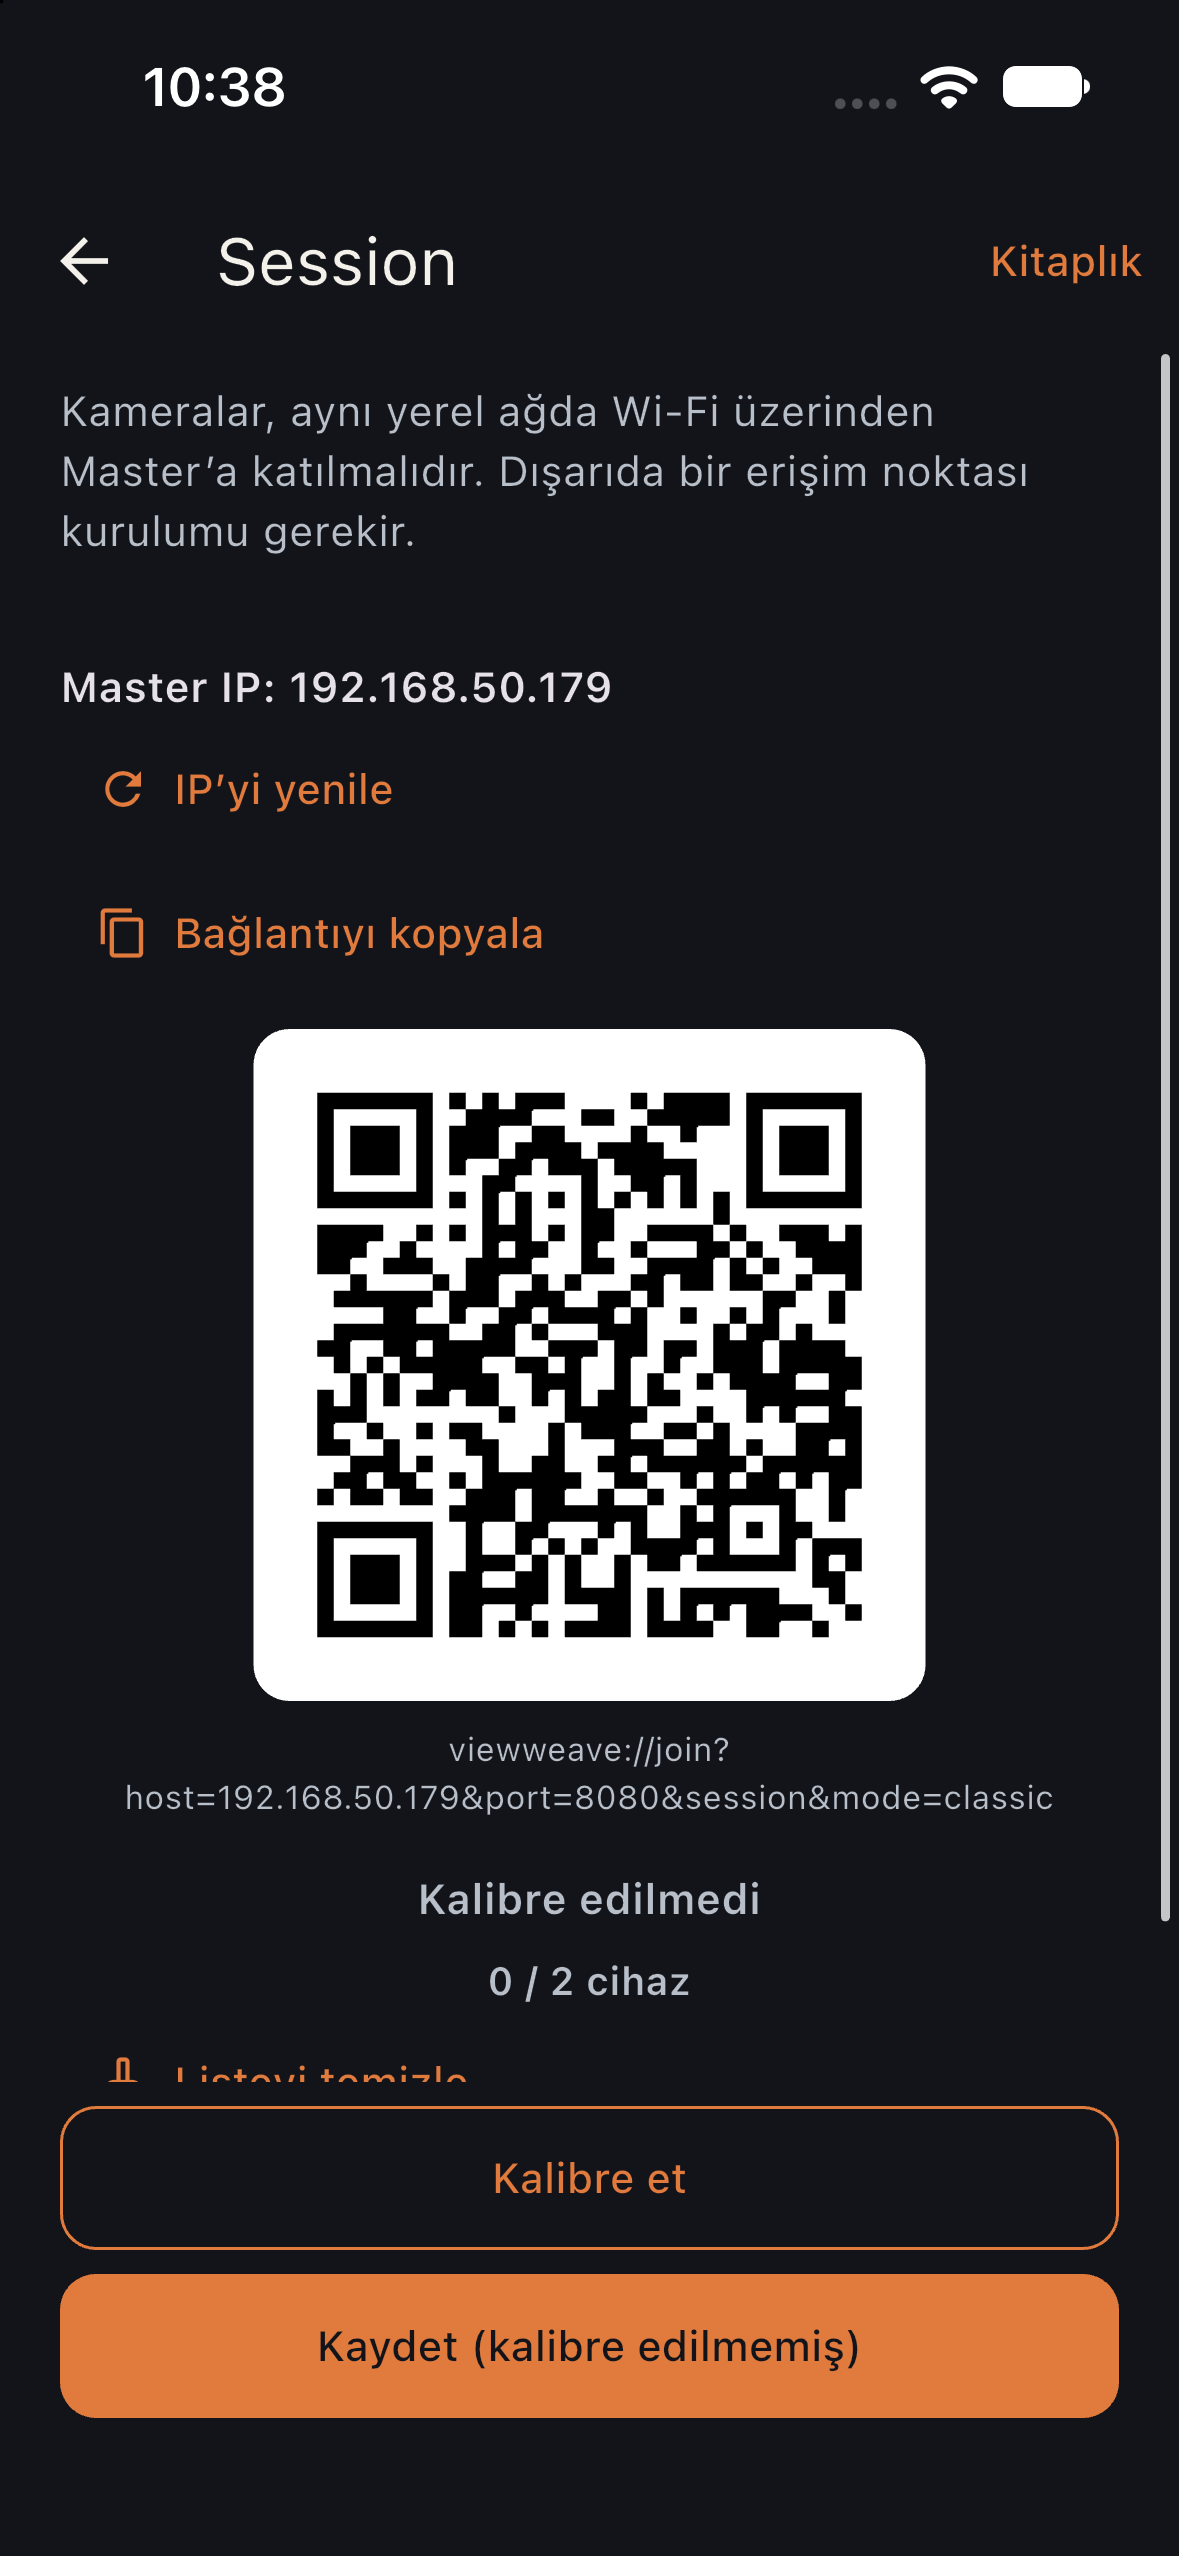 10:38
Session
Kitaplık
Kameralar, aynı yerel ağda Wi-Fi üzerinden
Master’a katılmalıdır. Dışarıda bir erişim noktası
kurulumu gerekir.
Master IP: 192.168.50.179
IP’yi yenile
Bağlantıyı kopyala
viewweave://join?
host=192.168.50.179&port=8080&session&mode=classic
Kalibre edilmedi
0 / 2 cihaz
Listeyi temizle
Kalibre et
Kaydet (kalibre edilmemiş)